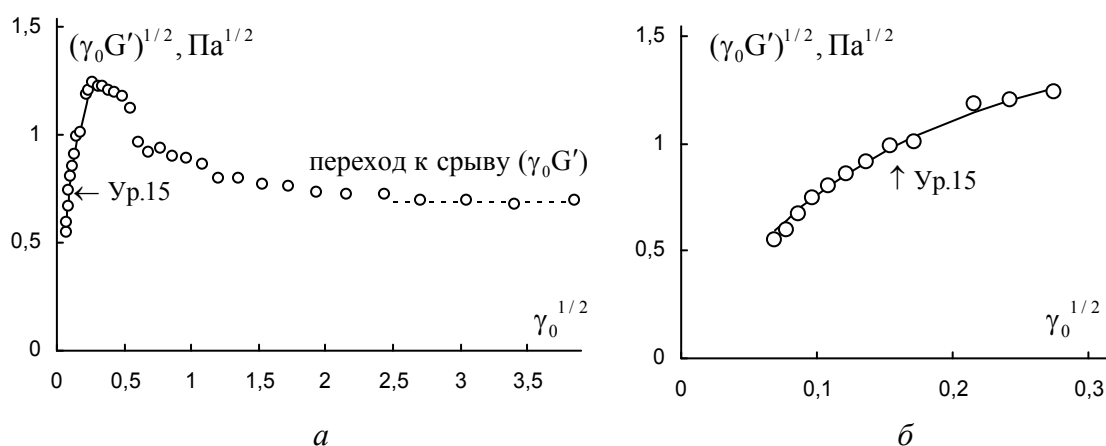 (γ₀G′)^{1/2}, Па^{1/2}
1,5
1
0,5
0
переход к срыву (γ₀G′)
← Ур.15
γ₀^{1/2}
0 0,5 1 1,5 2 2,5 3 3,5
а
(γ₀G′)^{1/2}, Па^{1/2}
1,5
1
0,5
0
↑ Ур.15
γ₀^{1/2}
0 0,1 0,2 0,3
б